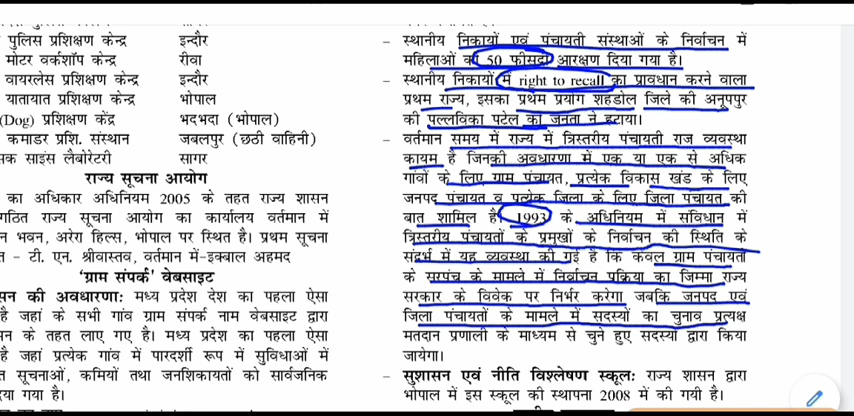 पुलिस प्रशिक्षण केन्द्र इन्दौर
मोटर वर्कशॉप केन्द्र रीवा
वायरलेस प्रशिक्षण केन्द्र इन्दौर
यातायात प्रशिक्षण केन्द्र भोपाल
(Dog) प्रशिक्षण केंद्र भदभदा (भोपाल)
कमाडर प्रशि. संस्थान जबलपुर (छठी वाहिनी)
क साइंस लैबोरेटरी सागर
राज्य सूचना आयोग
का अधिकार अधिनियम 2005 के तहत राज्य शासन
गठित राज्य सूचना आयोग का कार्यालय वर्तमान में
न भवन, अरेरा हिल्स, भोपाल पर स्थित है। प्रथम सूचना
- टी. एन. श्रीवास्तव, वर्तमान में-इक्बाल अहमद
'ग्राम संपर्क' वेबसाइट
सन की अवधारणा: मध्य प्रदेश देश का पहला ऐसा
है जहां के सभी गांव ग्राम संपर्क नाम वेबसाइट द्वारा
न के तहत लाए गए है। मध्य प्रदेश का पहला ऐसा
है जहां प्रत्येक गांव में पारदर्शी रूप में सुविधाओं में
सूचनाओं, कमियों तथा जनशिकायतों को सार्वजनिक
या गया है।
- स्थानीय निकायों एवं पंचायती संस्थाओं के निर्वाचन में
महिलाओं को 50 फीसदी आरक्षण दिया गया है।
- स्थानीय निकायों में right to recall का प्रावधान करने वाला
प्रथम राज्य, इसका प्रथम प्रयोग शहडोल जिले की अनूपपुर
की पल्लविका पटेल को जनता ने हटाया।
- वर्तमान समय में राज्य में त्रिस्तरीय पंचायती राज व्यवस्था
कायम है जिनकी अवधारणा में एक या एक से अधिक
गांवों के लिए ग्राम पंचायत, प्रत्येक विकास खंड के लिए
जनपद पंचायत व प्रत्येक जिला के लिए जिला पंचायत की
बात शामिल है। 1993 के अधिनियम में संविधान में
त्रिस्तरीय पंचायतों के प्रमुखों के निर्वाचन की स्थिति के
संदर्भ में यह व्यवस्था की गई है कि केवल ग्राम पंचायतों
के सरपंच के मामले में निर्वाचन प्रक्रिया का जिम्मा राज्य
सरकार के विवेक पर निर्भर करेगा जबकि जनपद एवं
जिला पंचायतों के मामले में सदस्यों का चुनाव प्रत्यक्ष
मतदान प्रणाली के माध्यम से चुने हुए सदस्यों द्वारा किया
जायेगा।
- सुशासन एवं नीति विश्लेषण स्कूल: राज्य शासन द्वारा
भोपाल में इस स्कूल की स्थापना 2008 में की गयी है।